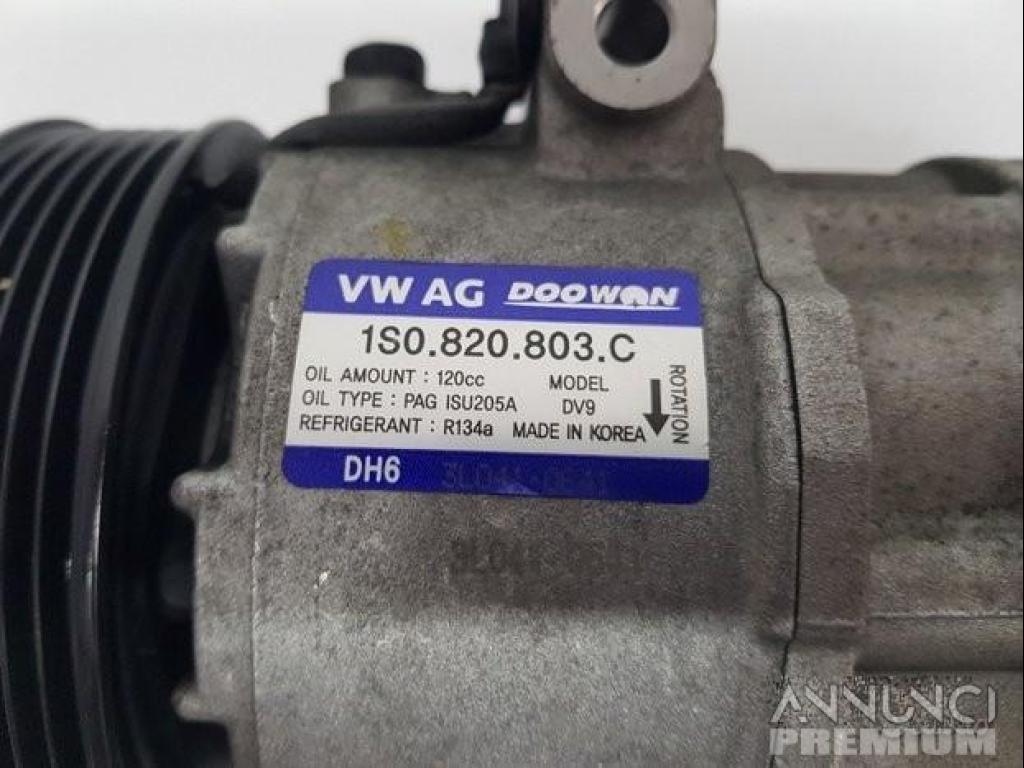 VW AG DOOWON
1S0.820.803.C
OIL AMOUNT : 120cc MODEL
OIL TYPE : PAG ISU205A DV9
REFRIGERANT : R134a MADE IN KOREA
ROTATION
DH6
ANNUNCI
PREMIUM